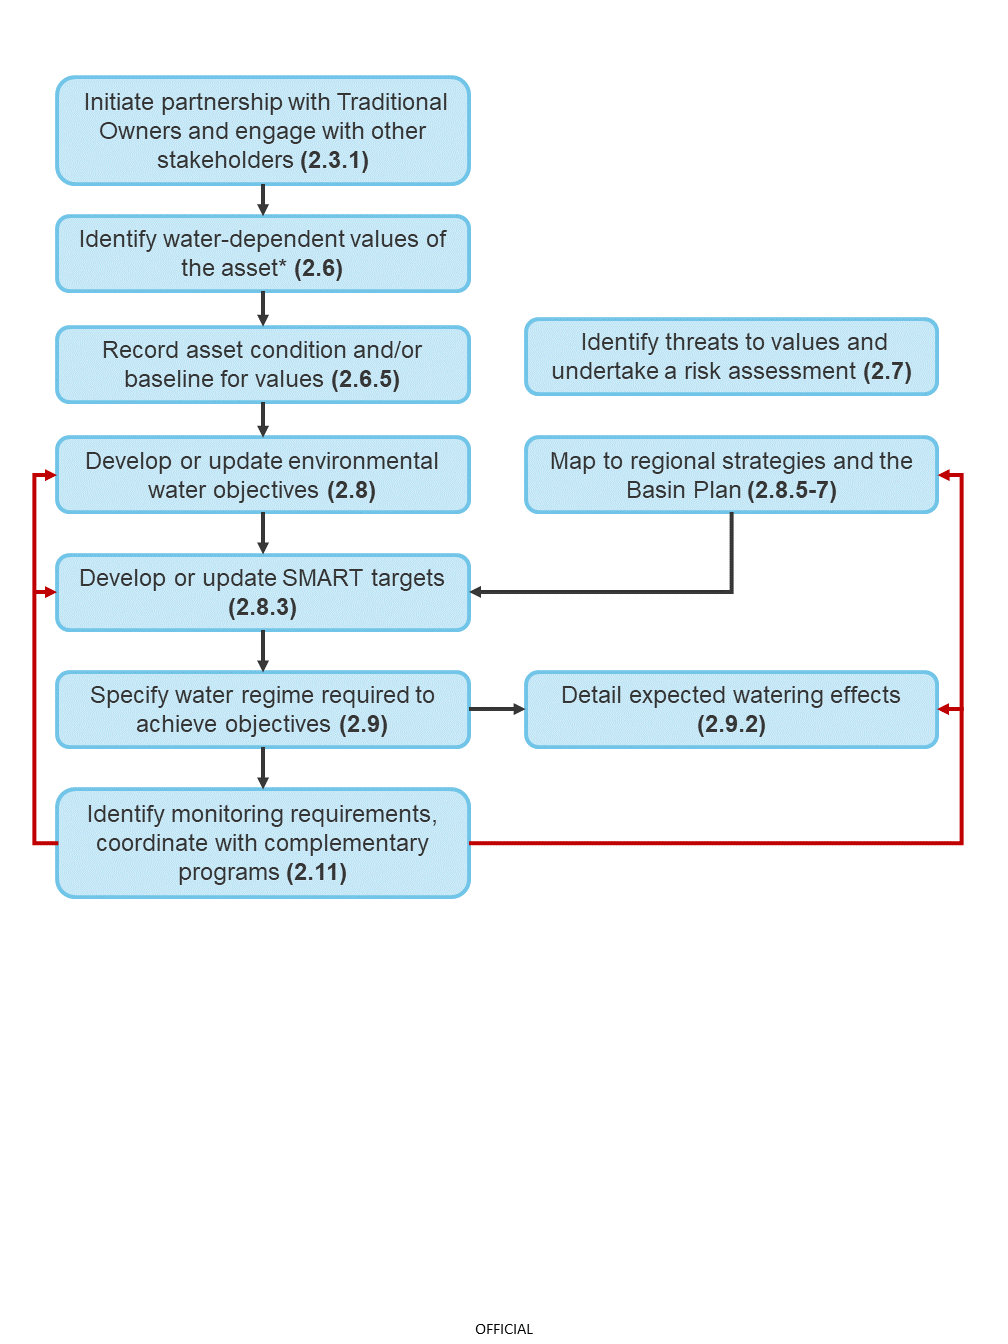 Initiate partnership with Traditional
Owners and engage with other
stakeholders (2.3.1)
Identify water-dependent values of
the asset* (2.6)
Record asset condition and/or
baseline for values (2.6.5)
Identify threats to values and
undertake a risk assessment (2.7)
Develop or update environmental
water objectives (2.8)
Map to regional strategies and the
Basin Plan (2.8.5-7)
Develop or update SMART targets
(2.8.3)
Specify water regime required to
achieve objectives (2.9)
Detail expected watering effects
(2.9.2)
Identify monitoring requirements,
coordinate with complementary
programs (2.11)
OFFICIAL